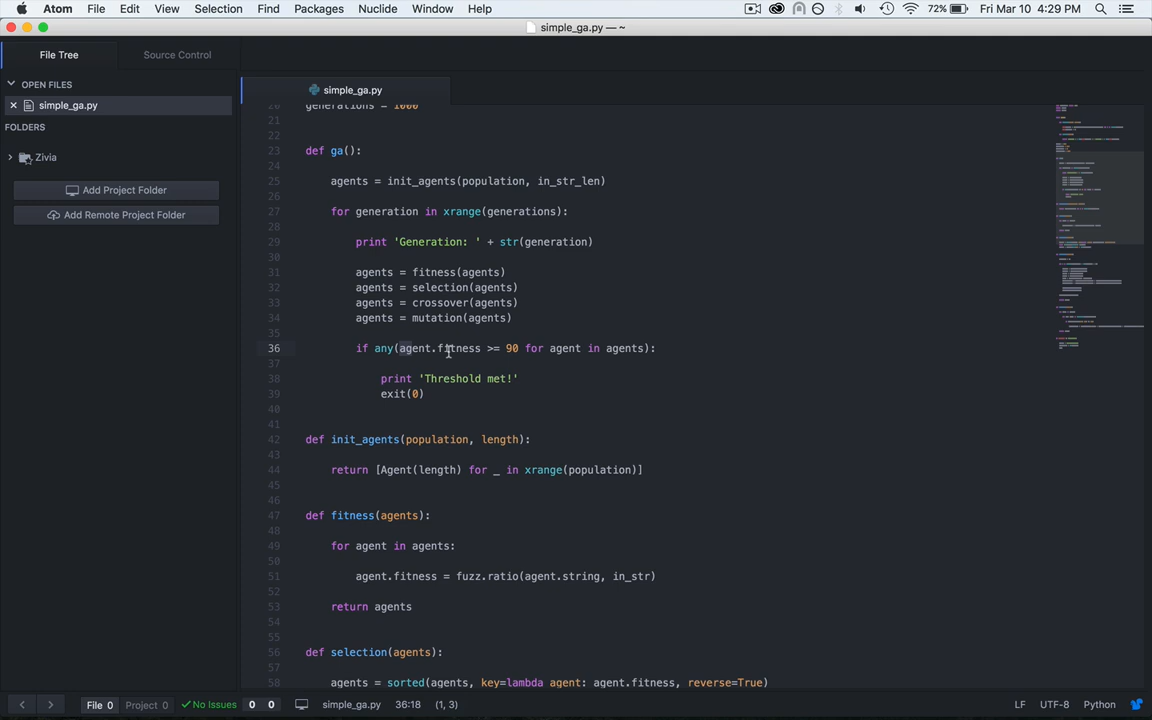 Atom File Edit View Selection Find Packages Nuclide Window Help 72% Fri Mar 10 4:29 PM
simple_ga.py — ~
File Tree Source Control
OPEN FILES
simple_ga.py
FOLDERS
Zivia
Add Project Folder
Add Remote Project Folder
simple_ga.py
20 generations = 1000
21
22
23 def ga():
24
25 agents = init_agents(population, in_str_len)
26
27 for generation in xrange(generations):
28
29 print 'Generation: ' + str(generation)
30
31 agents = fitness(agents)
32 agents = selection(agents)
33 agents = crossover(agents)
34 agents = mutation(agents)
35
36 if any(agent.fitness >= 90 for agent in agents):
37
38 print 'Threshold met!'
39 exit(0)
40
41
42 def init_agents(population, length):
43
44 return [Agent(length) for _ in xrange(population)]
45
46
47 def fitness(agents):
48
49 for agent in agents:
50
51 agent.fitness = fuzz.ratio(agent.string, in_str)
52
53 return agents
54
55
56 def selection(agents):
57
58 agents = sorted(agents, key=lambda agent: agent.fitness, reverse=True)
File 0 Project 0 No Issues 0 0 simple_ga.py 36:18 (1, 3) LF UTF-8 Python